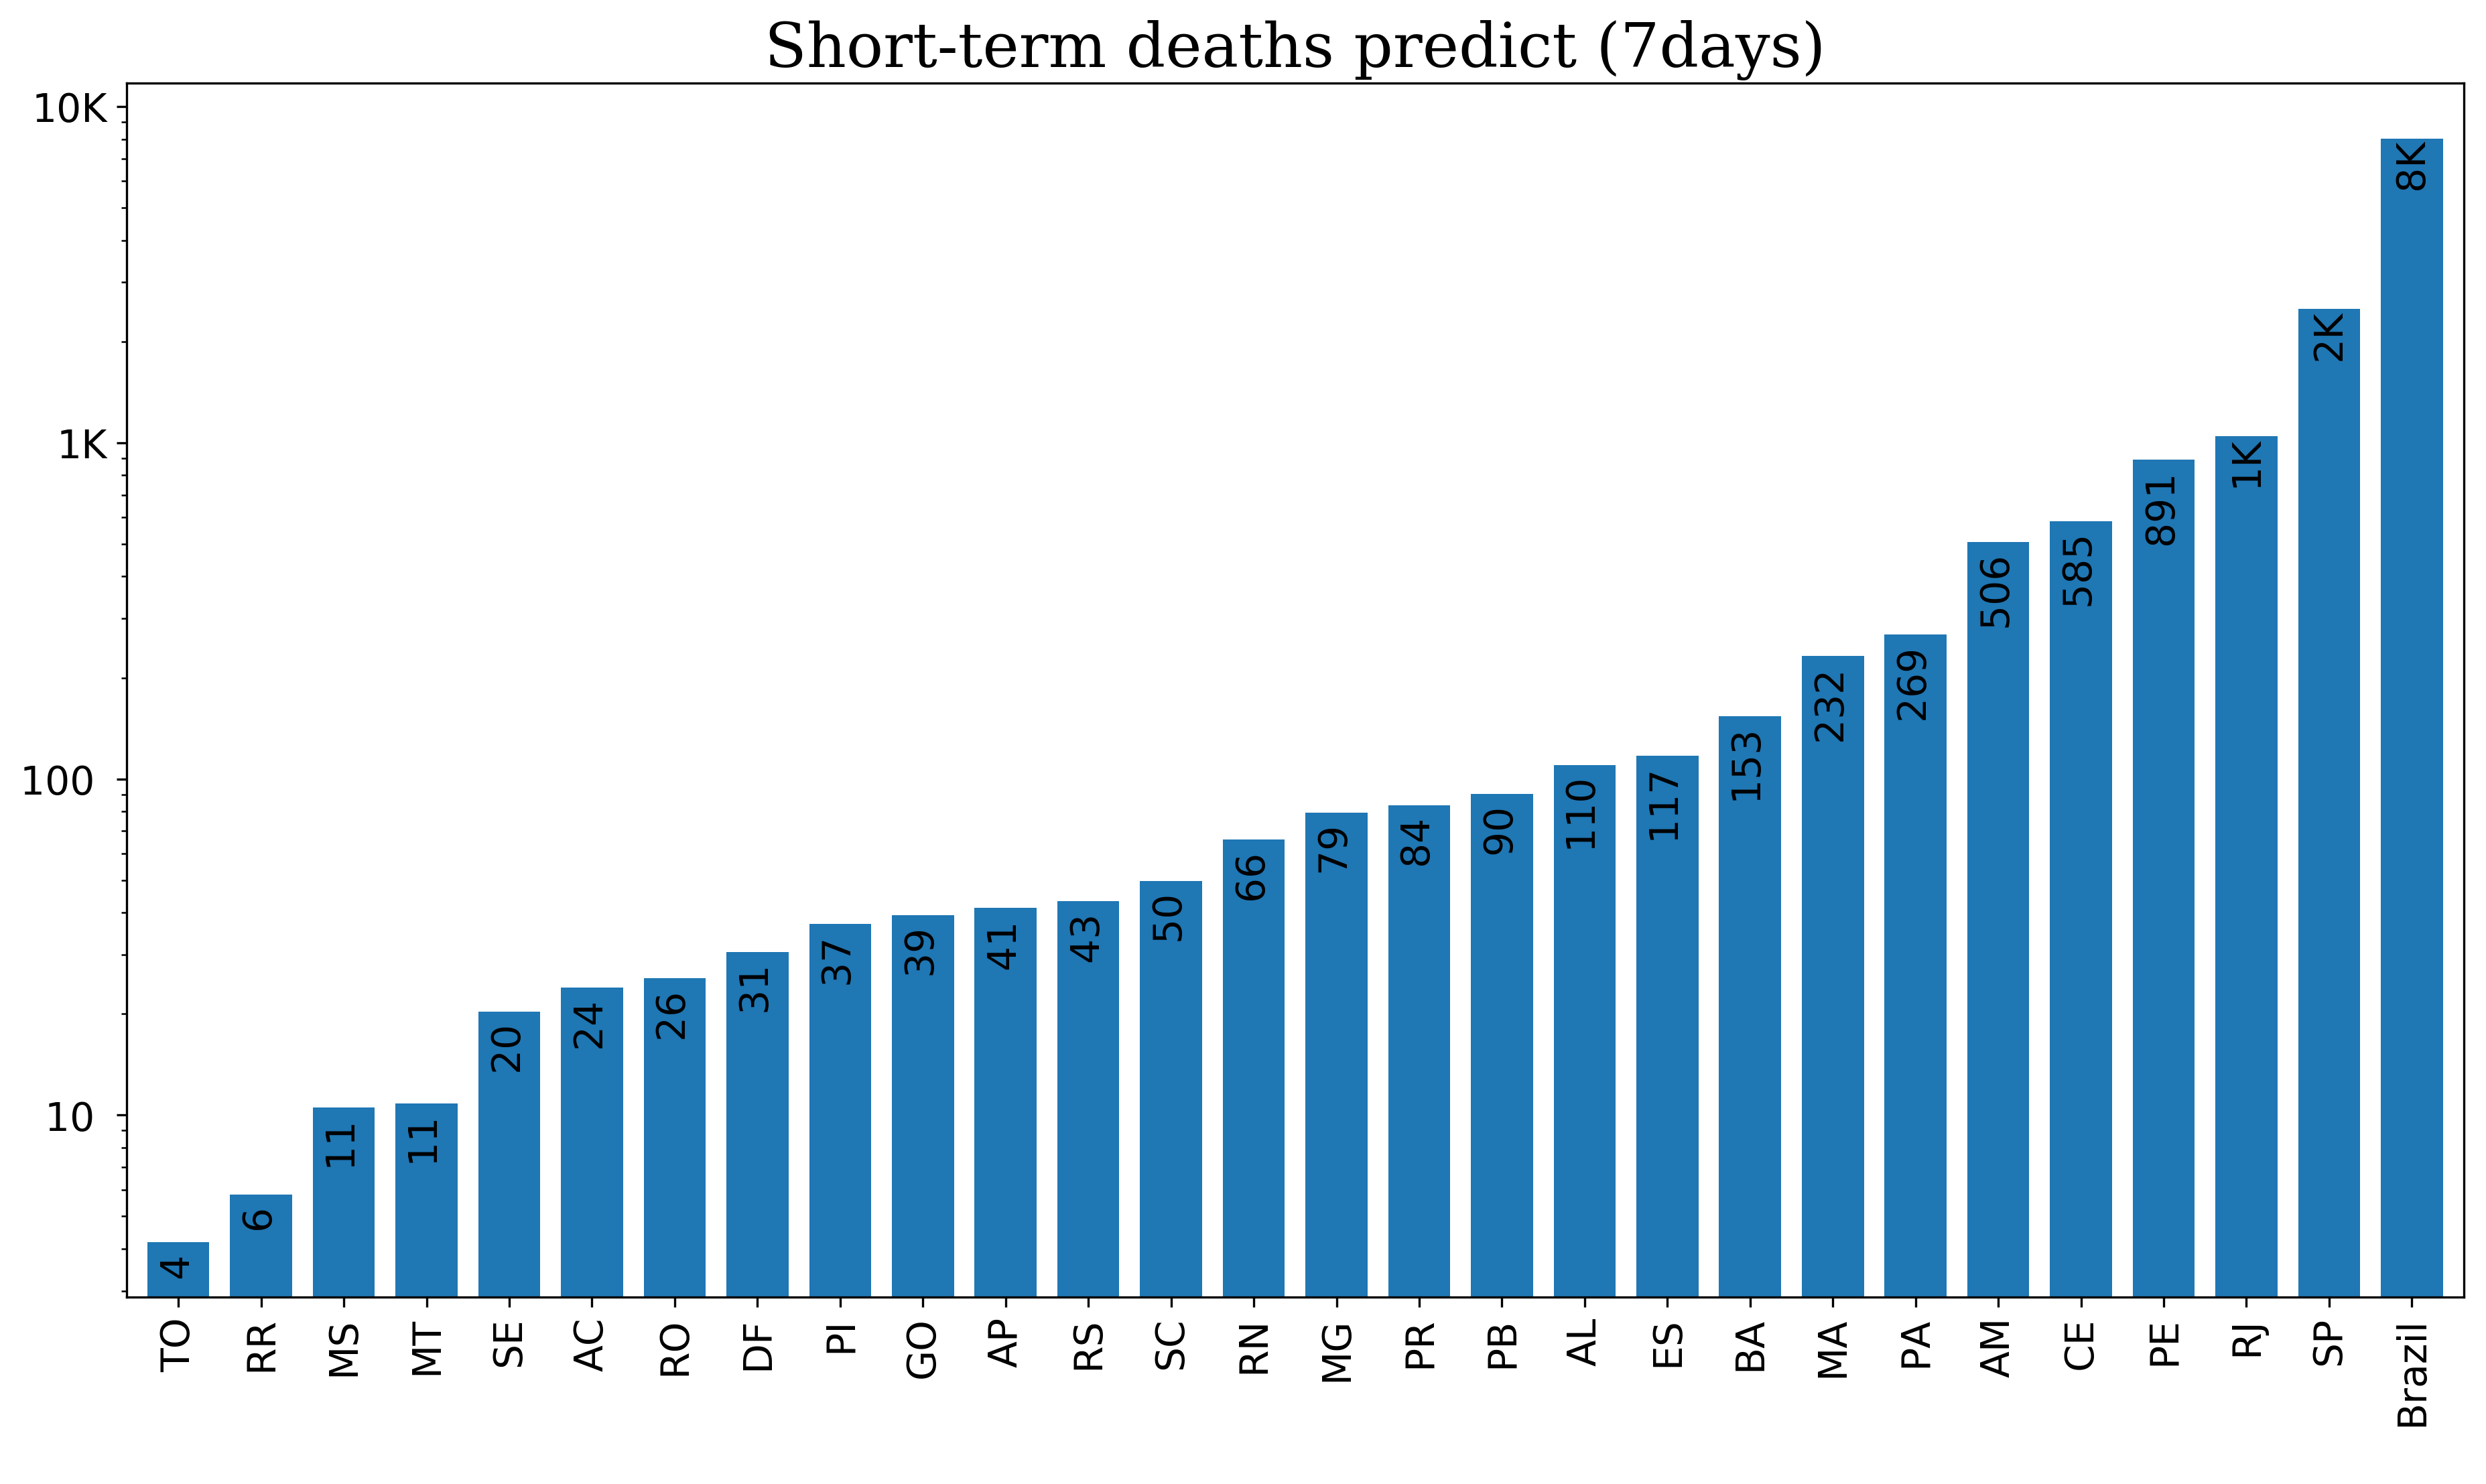 Short-term deaths predict (7days)
10K
1K
100
10
4
6
11
11
20
24
26
31
37
39
41
43
50
66
79
84
90
110
117
153
232
269
506
585
891
1K
2K
8K
TO
RR
MS
MT
SE
AC
RO
DF
PI
GO
AP
RS
SC
RN
MG
PR
PB
AL
ES
BA
MA
PA
AM
CE
PE
RJ
SP
Brazil